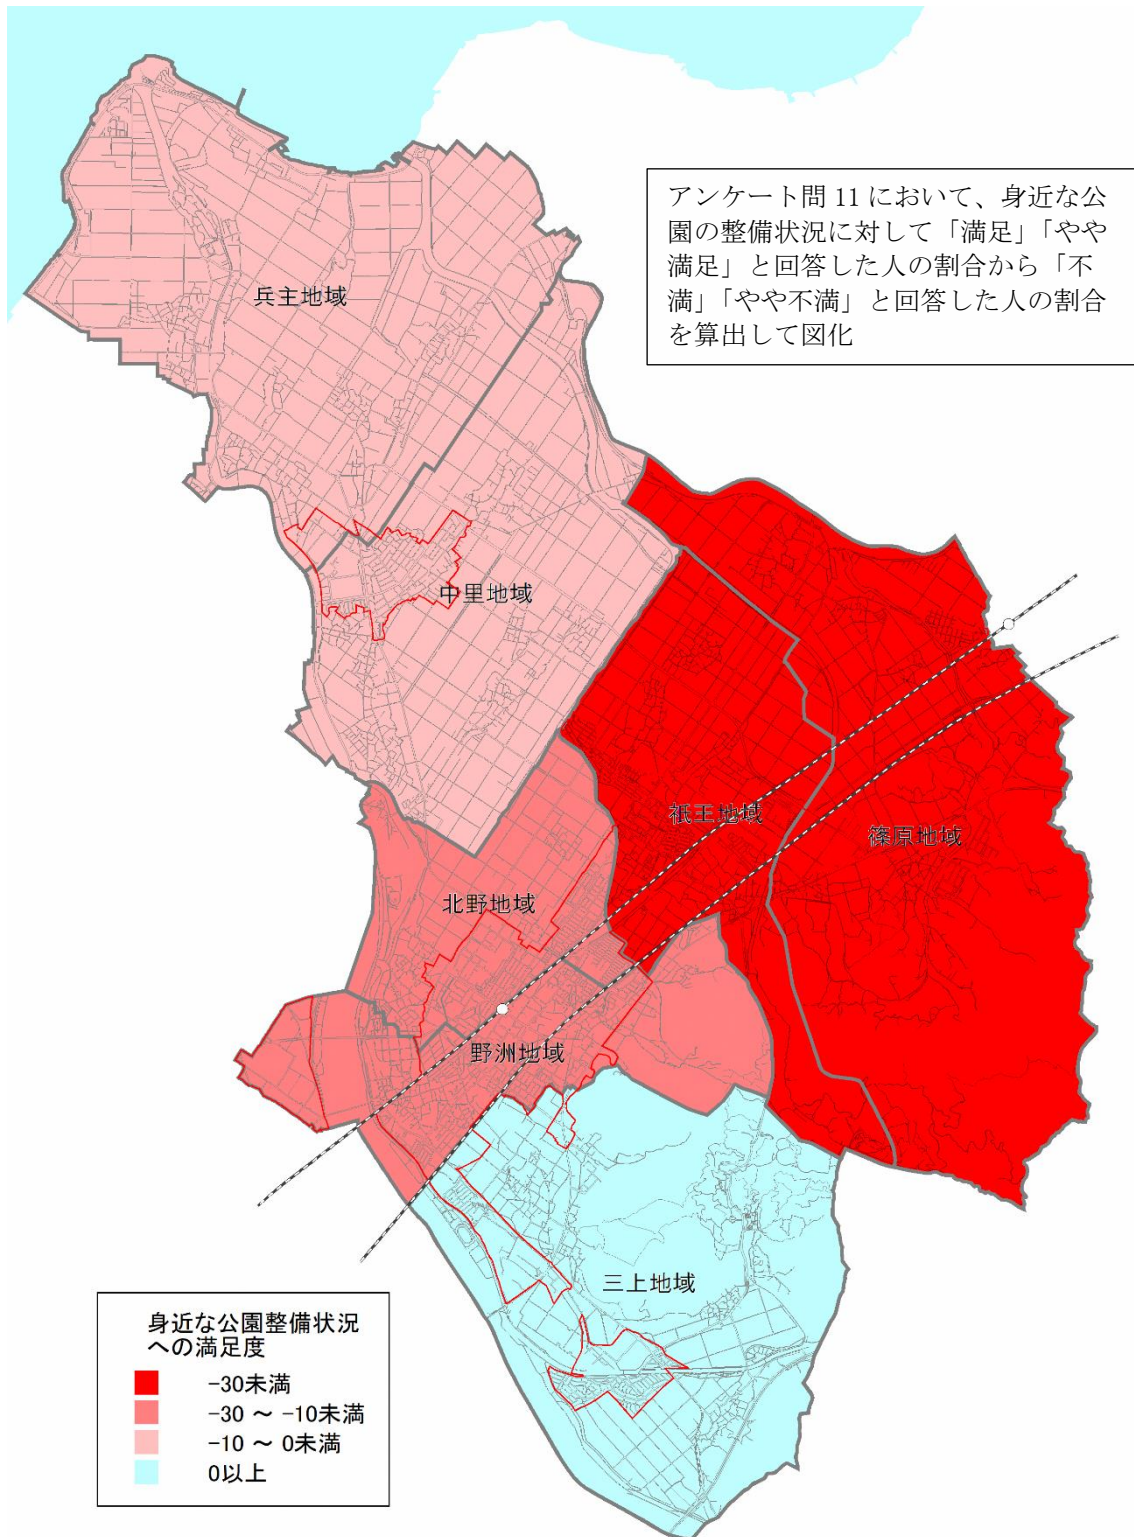 アンケート問 11 において、身近な公
園の整備状況に対して「満足」「やや
満足」と回答した人の割合から「不
満」「やや不満」と回答した人の割合
を算出して図化
兵主地域
中里地域
祇王地域
篠原地域
北野地域
野洲地域
三上地域
身近な公園整備状況
への満足度
-30未満
-30 ～ -10未満
-10 ～ 0未満
0以上